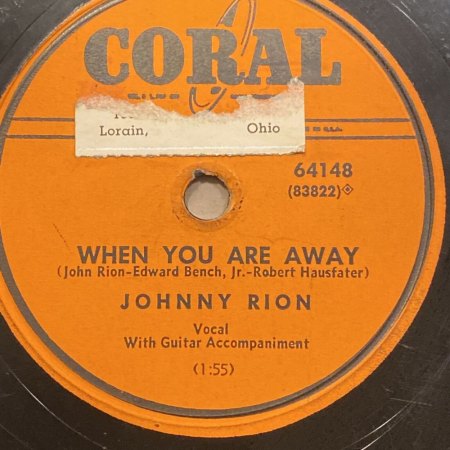 CORAL
Lorain, Ohio
64148
(83822)
WHEN YOU ARE AWAY
(John Rion-Edward Bench, Jr.-Robert Hausfater)
JOHNNY RION
Vocal
With Guitar Accompaniment
(1:55)